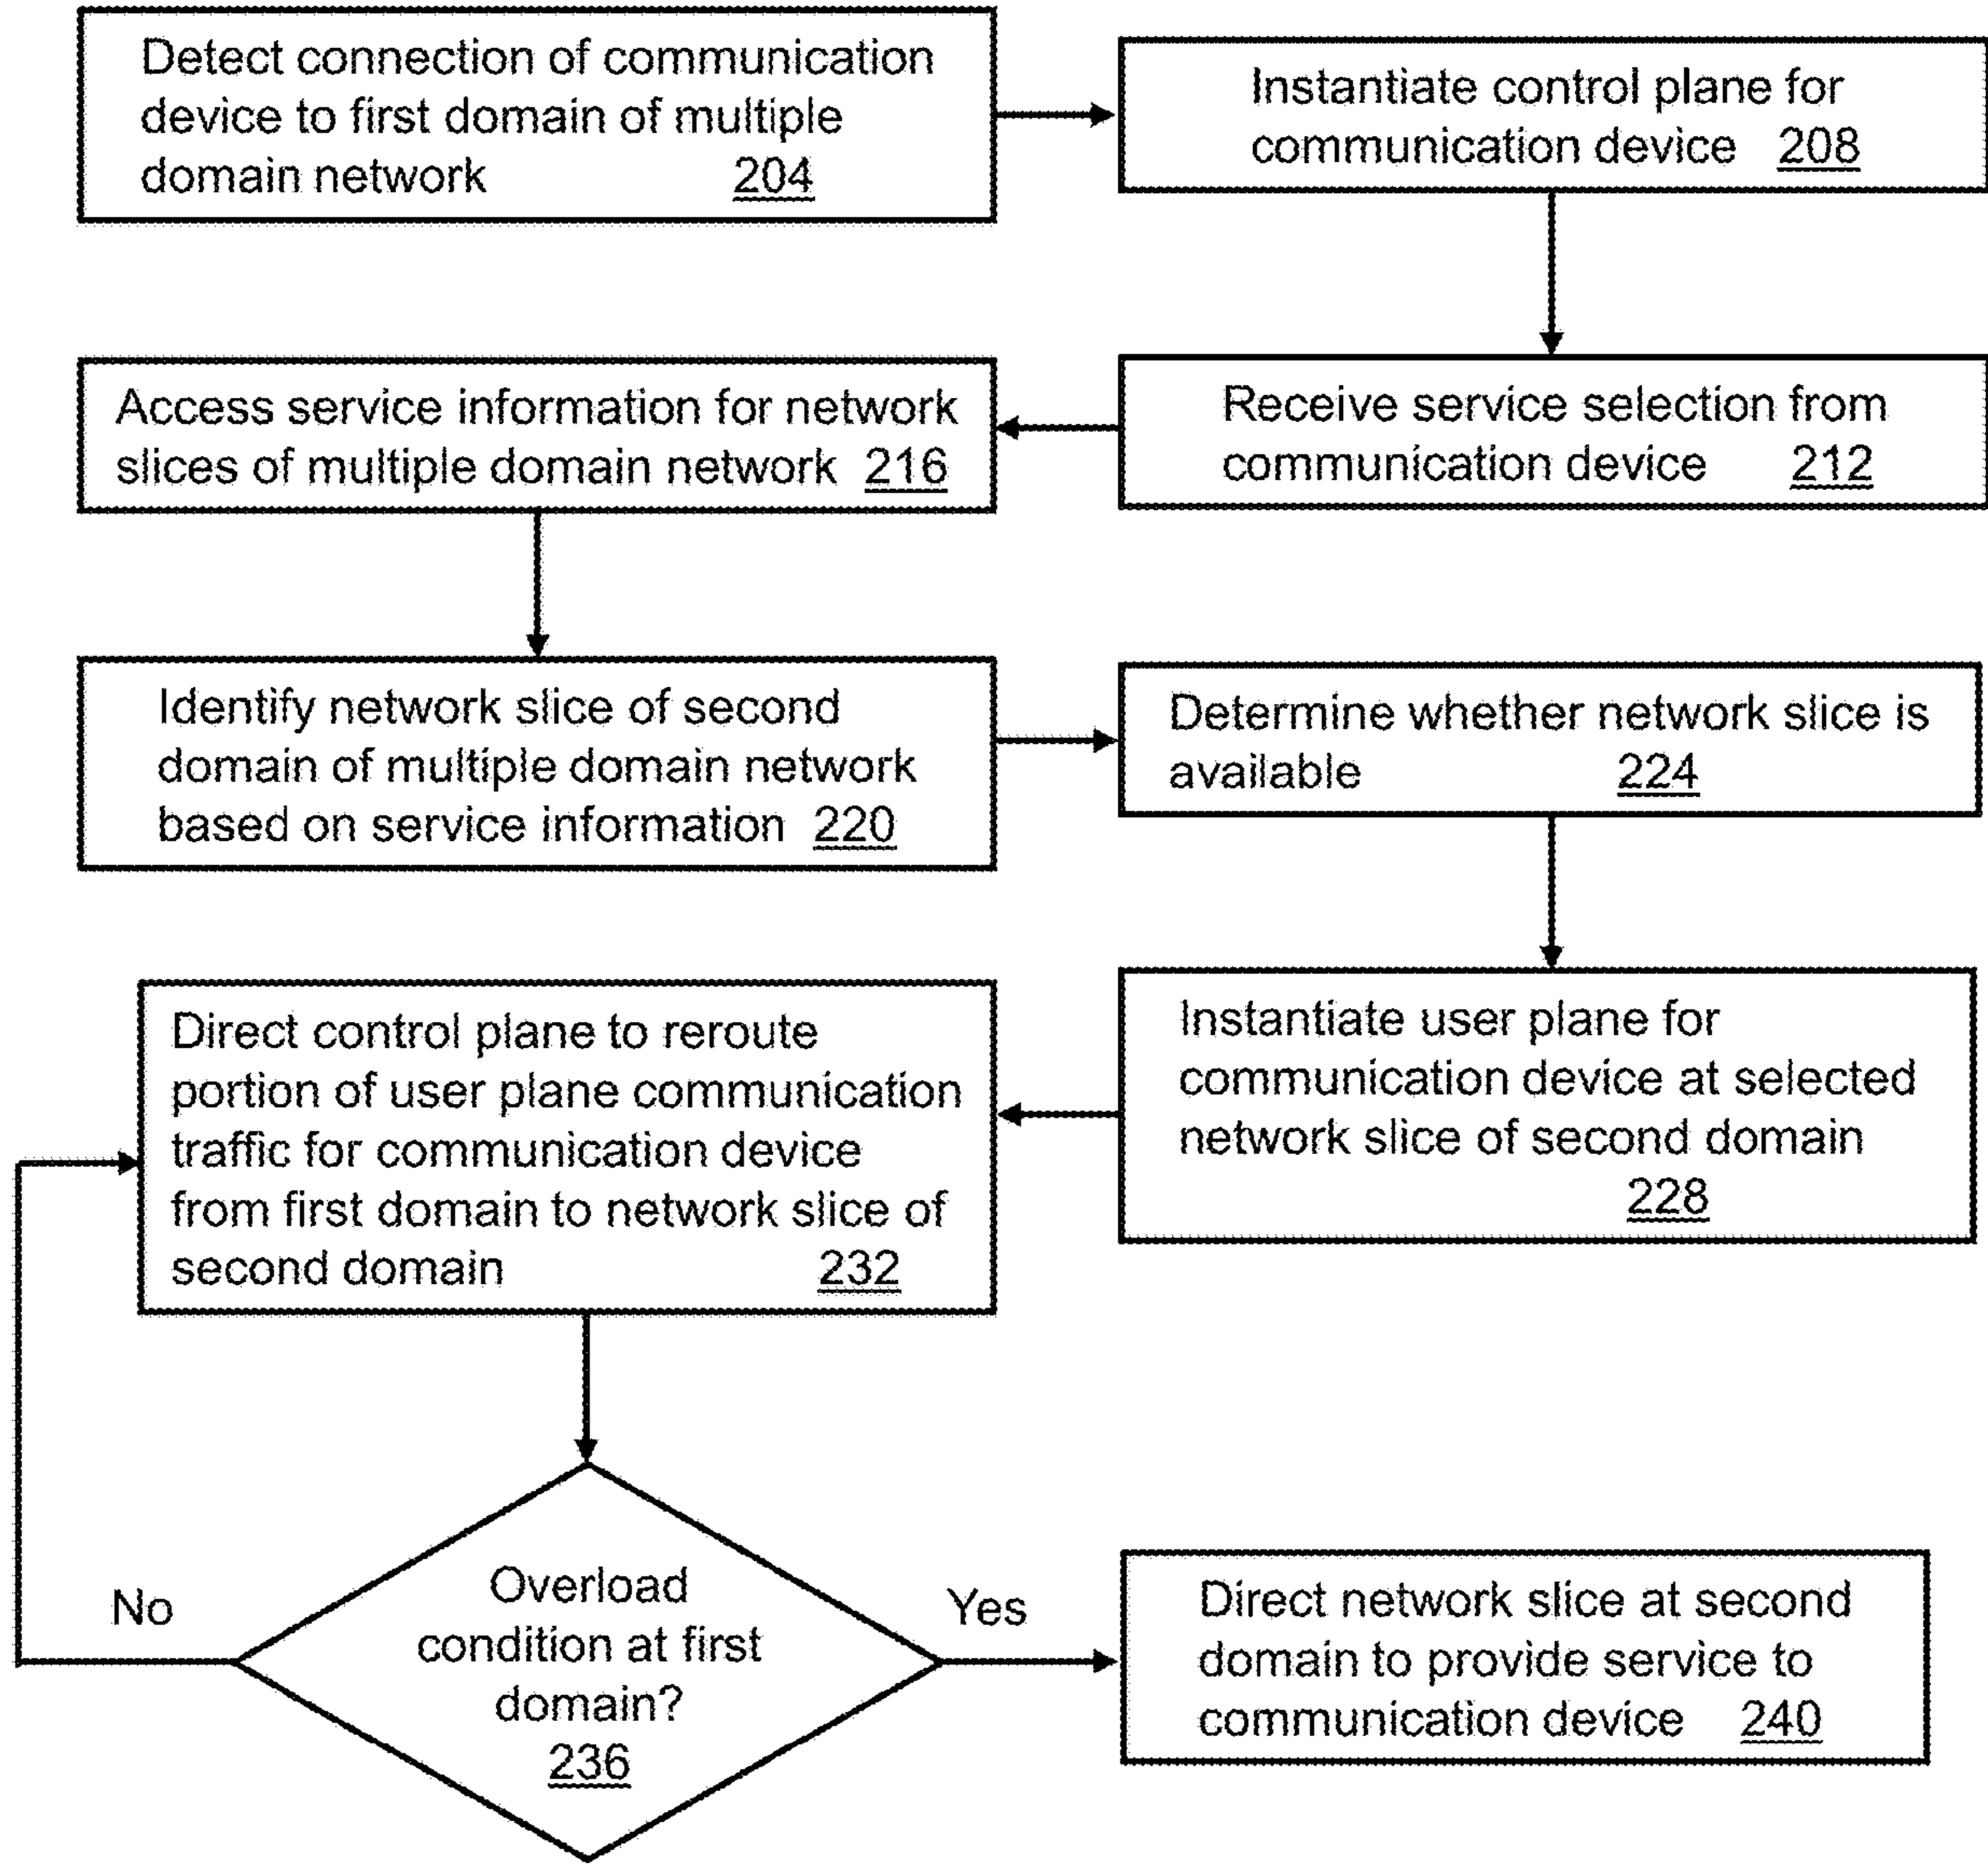 Detect connection of communication
device to first domain of multiple
domain network 204
Instantiate control plane for
communication device 208
Receive service selection from
communication device 212
Access service information for network
slices of multiple domain network 216
Identify network slice of second
domain of multiple domain network
based on service information 220
Determine whether network slice is
available 224
Instantiate user plane for
communication device at selected
network slice of second domain
228
Direct control plane to reroute
portion of user plane communication
traffic for communication device
from first domain to network slice of
second domain 232
Overload
condition at first
domain?
236
No
Yes
Direct network slice at second
domain to provide service to
communication device 240